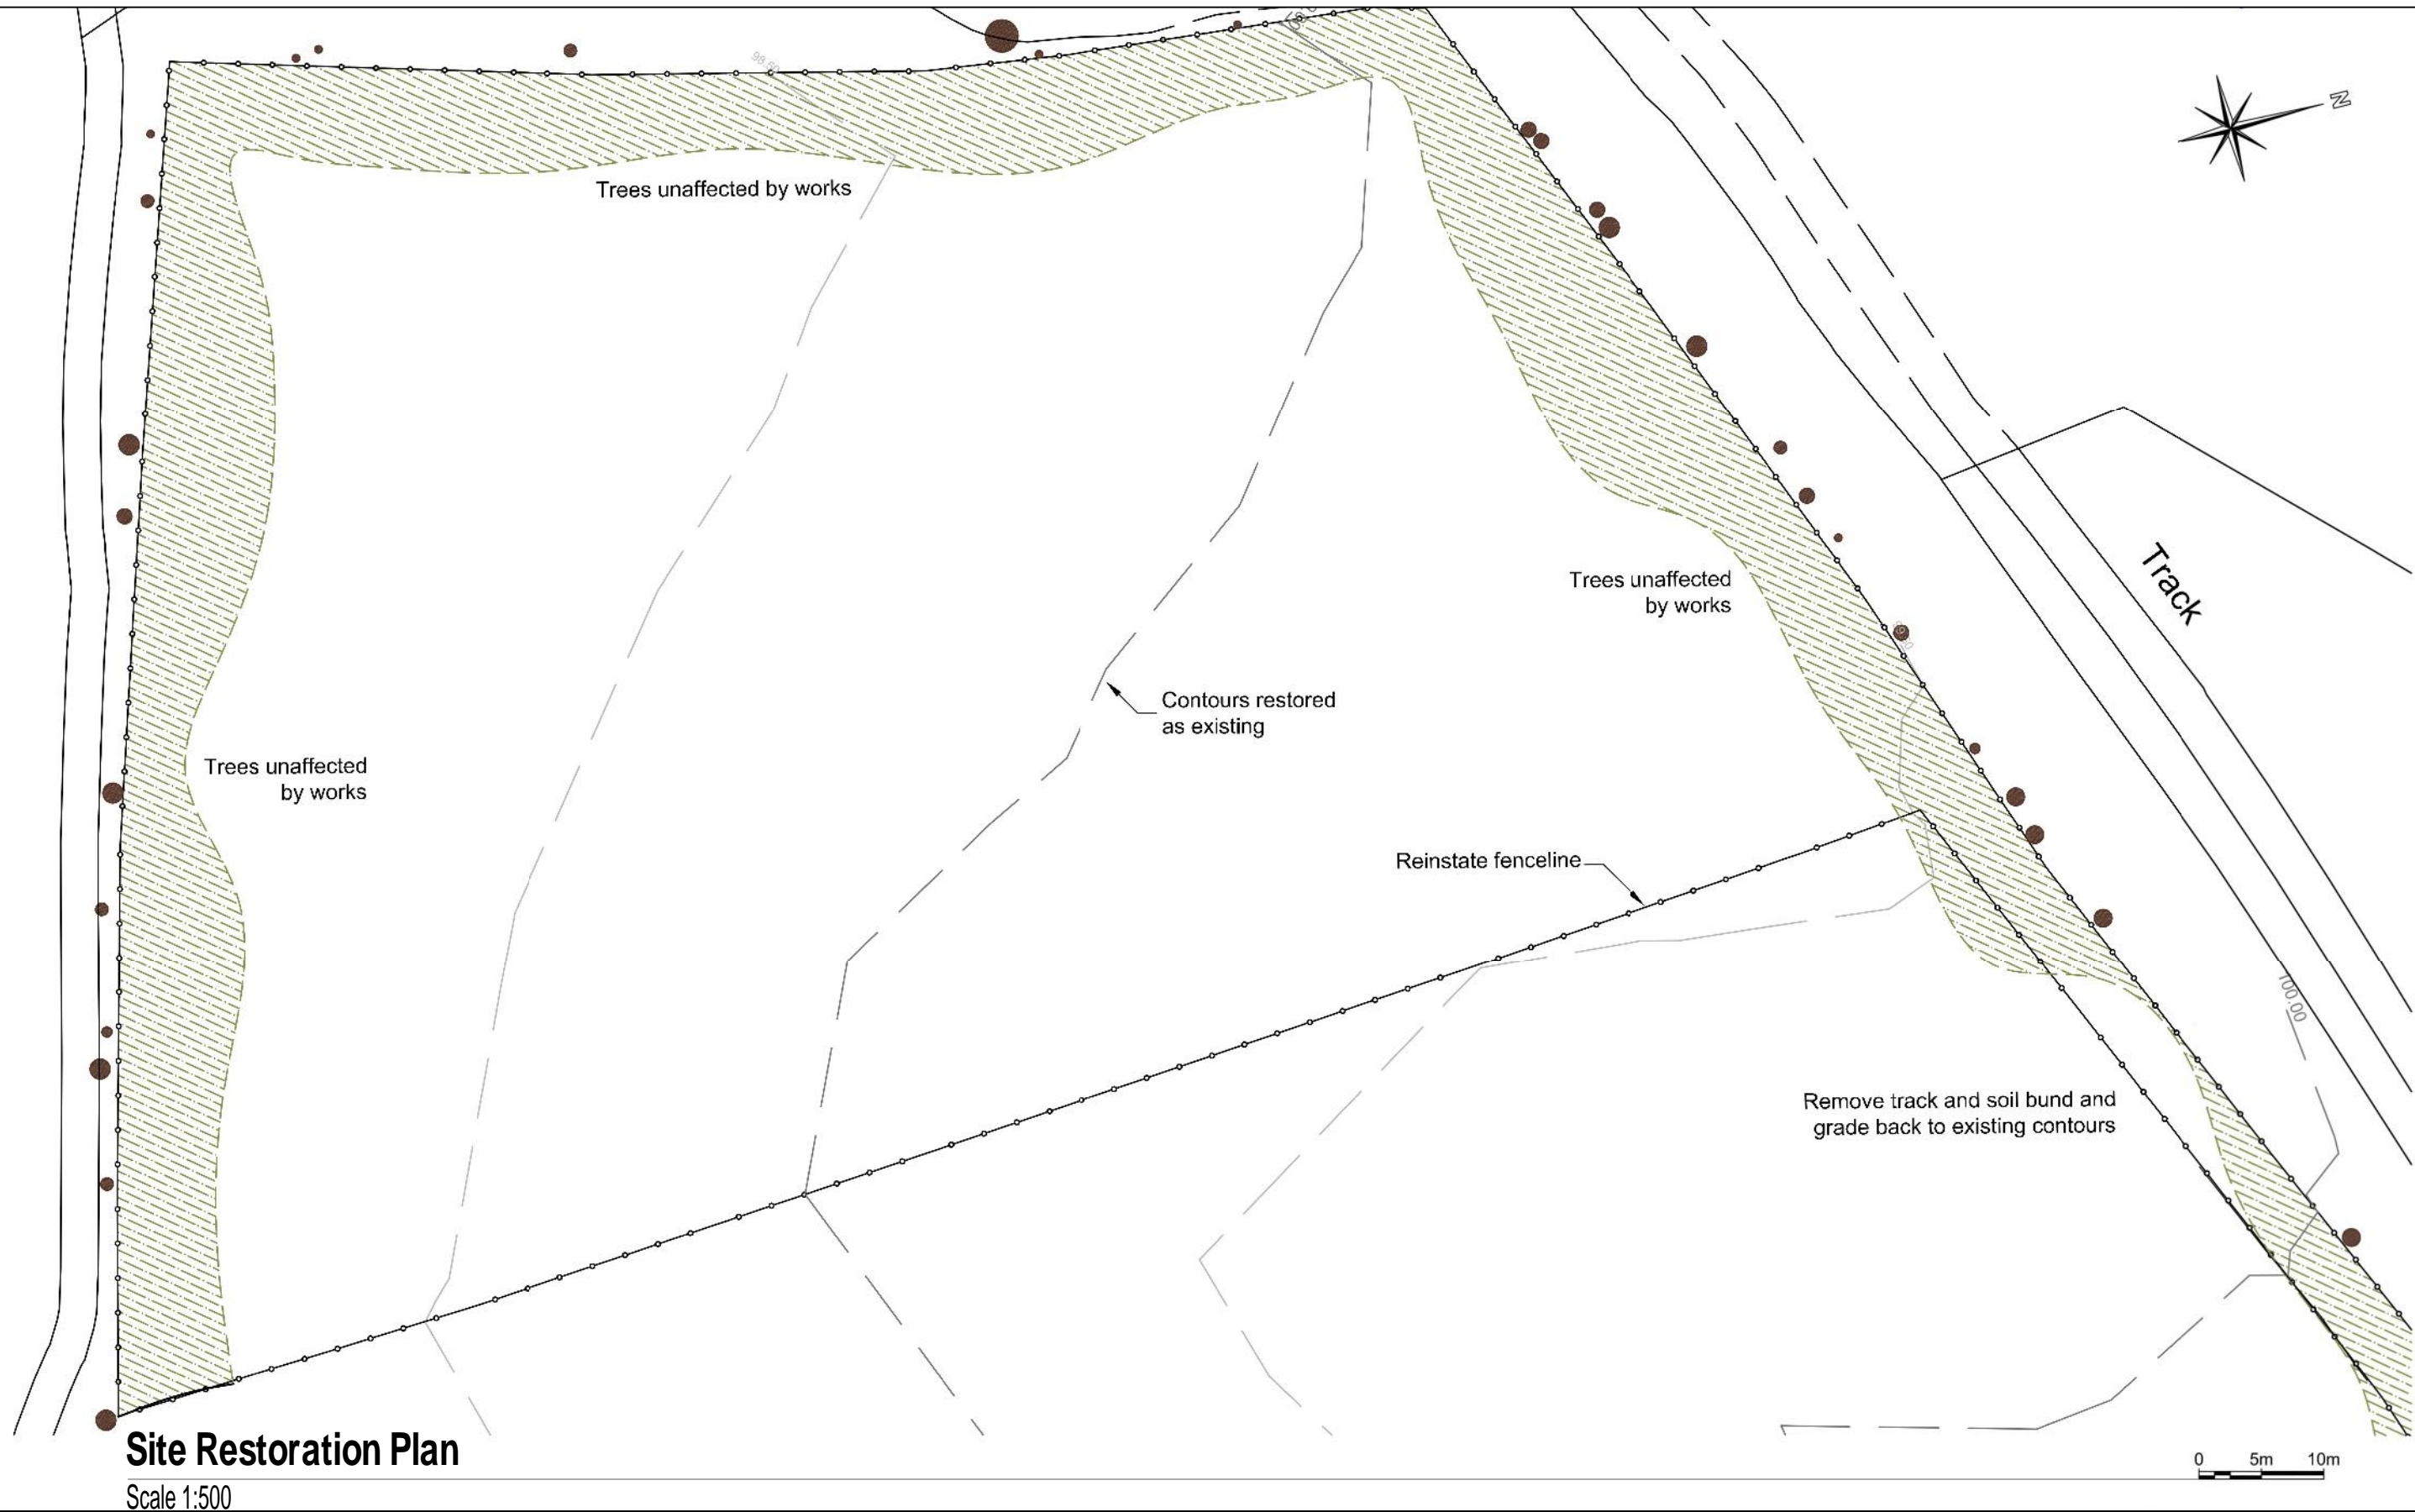 98.50
N
Trees unaffected by works
Track
Trees unaffected
by works
Contours restored
as existing
Trees unaffected
by works
Reinstate fenceline
100.00
Remove track and soil bund and
grade back to existing contours
Site Restoration Plan
Scale 1:500
0 5m 10m